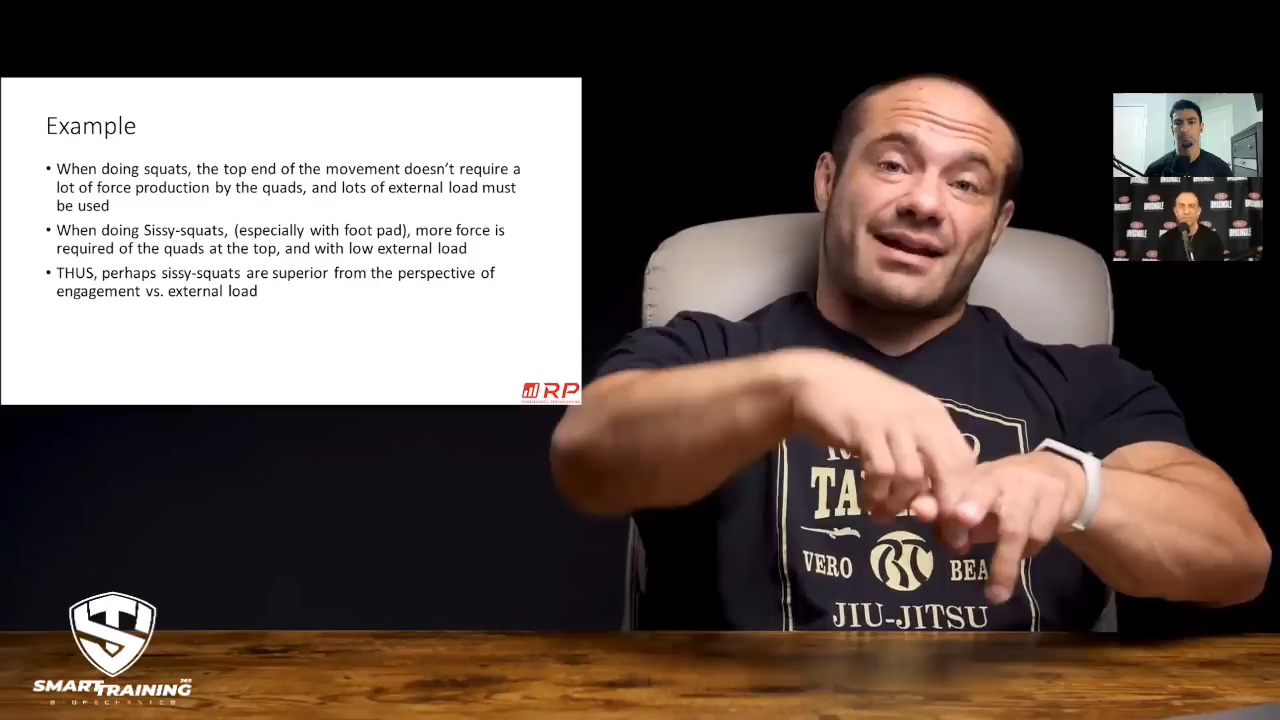 Example
• When doing squats, the top end of the movement doesn't require a
lot of force production by the quads, and lots of external load must
be used
• When doing Sissy-squats, (especially with foot pad), more force is
required of the quads at the top, and with low external load
• THUS, perhaps sissy-squats are superior from the perspective of
engagement vs. external load
RP
VERO
JIU-JITSU
SMART TRAINING 365
BIOMECHANICS